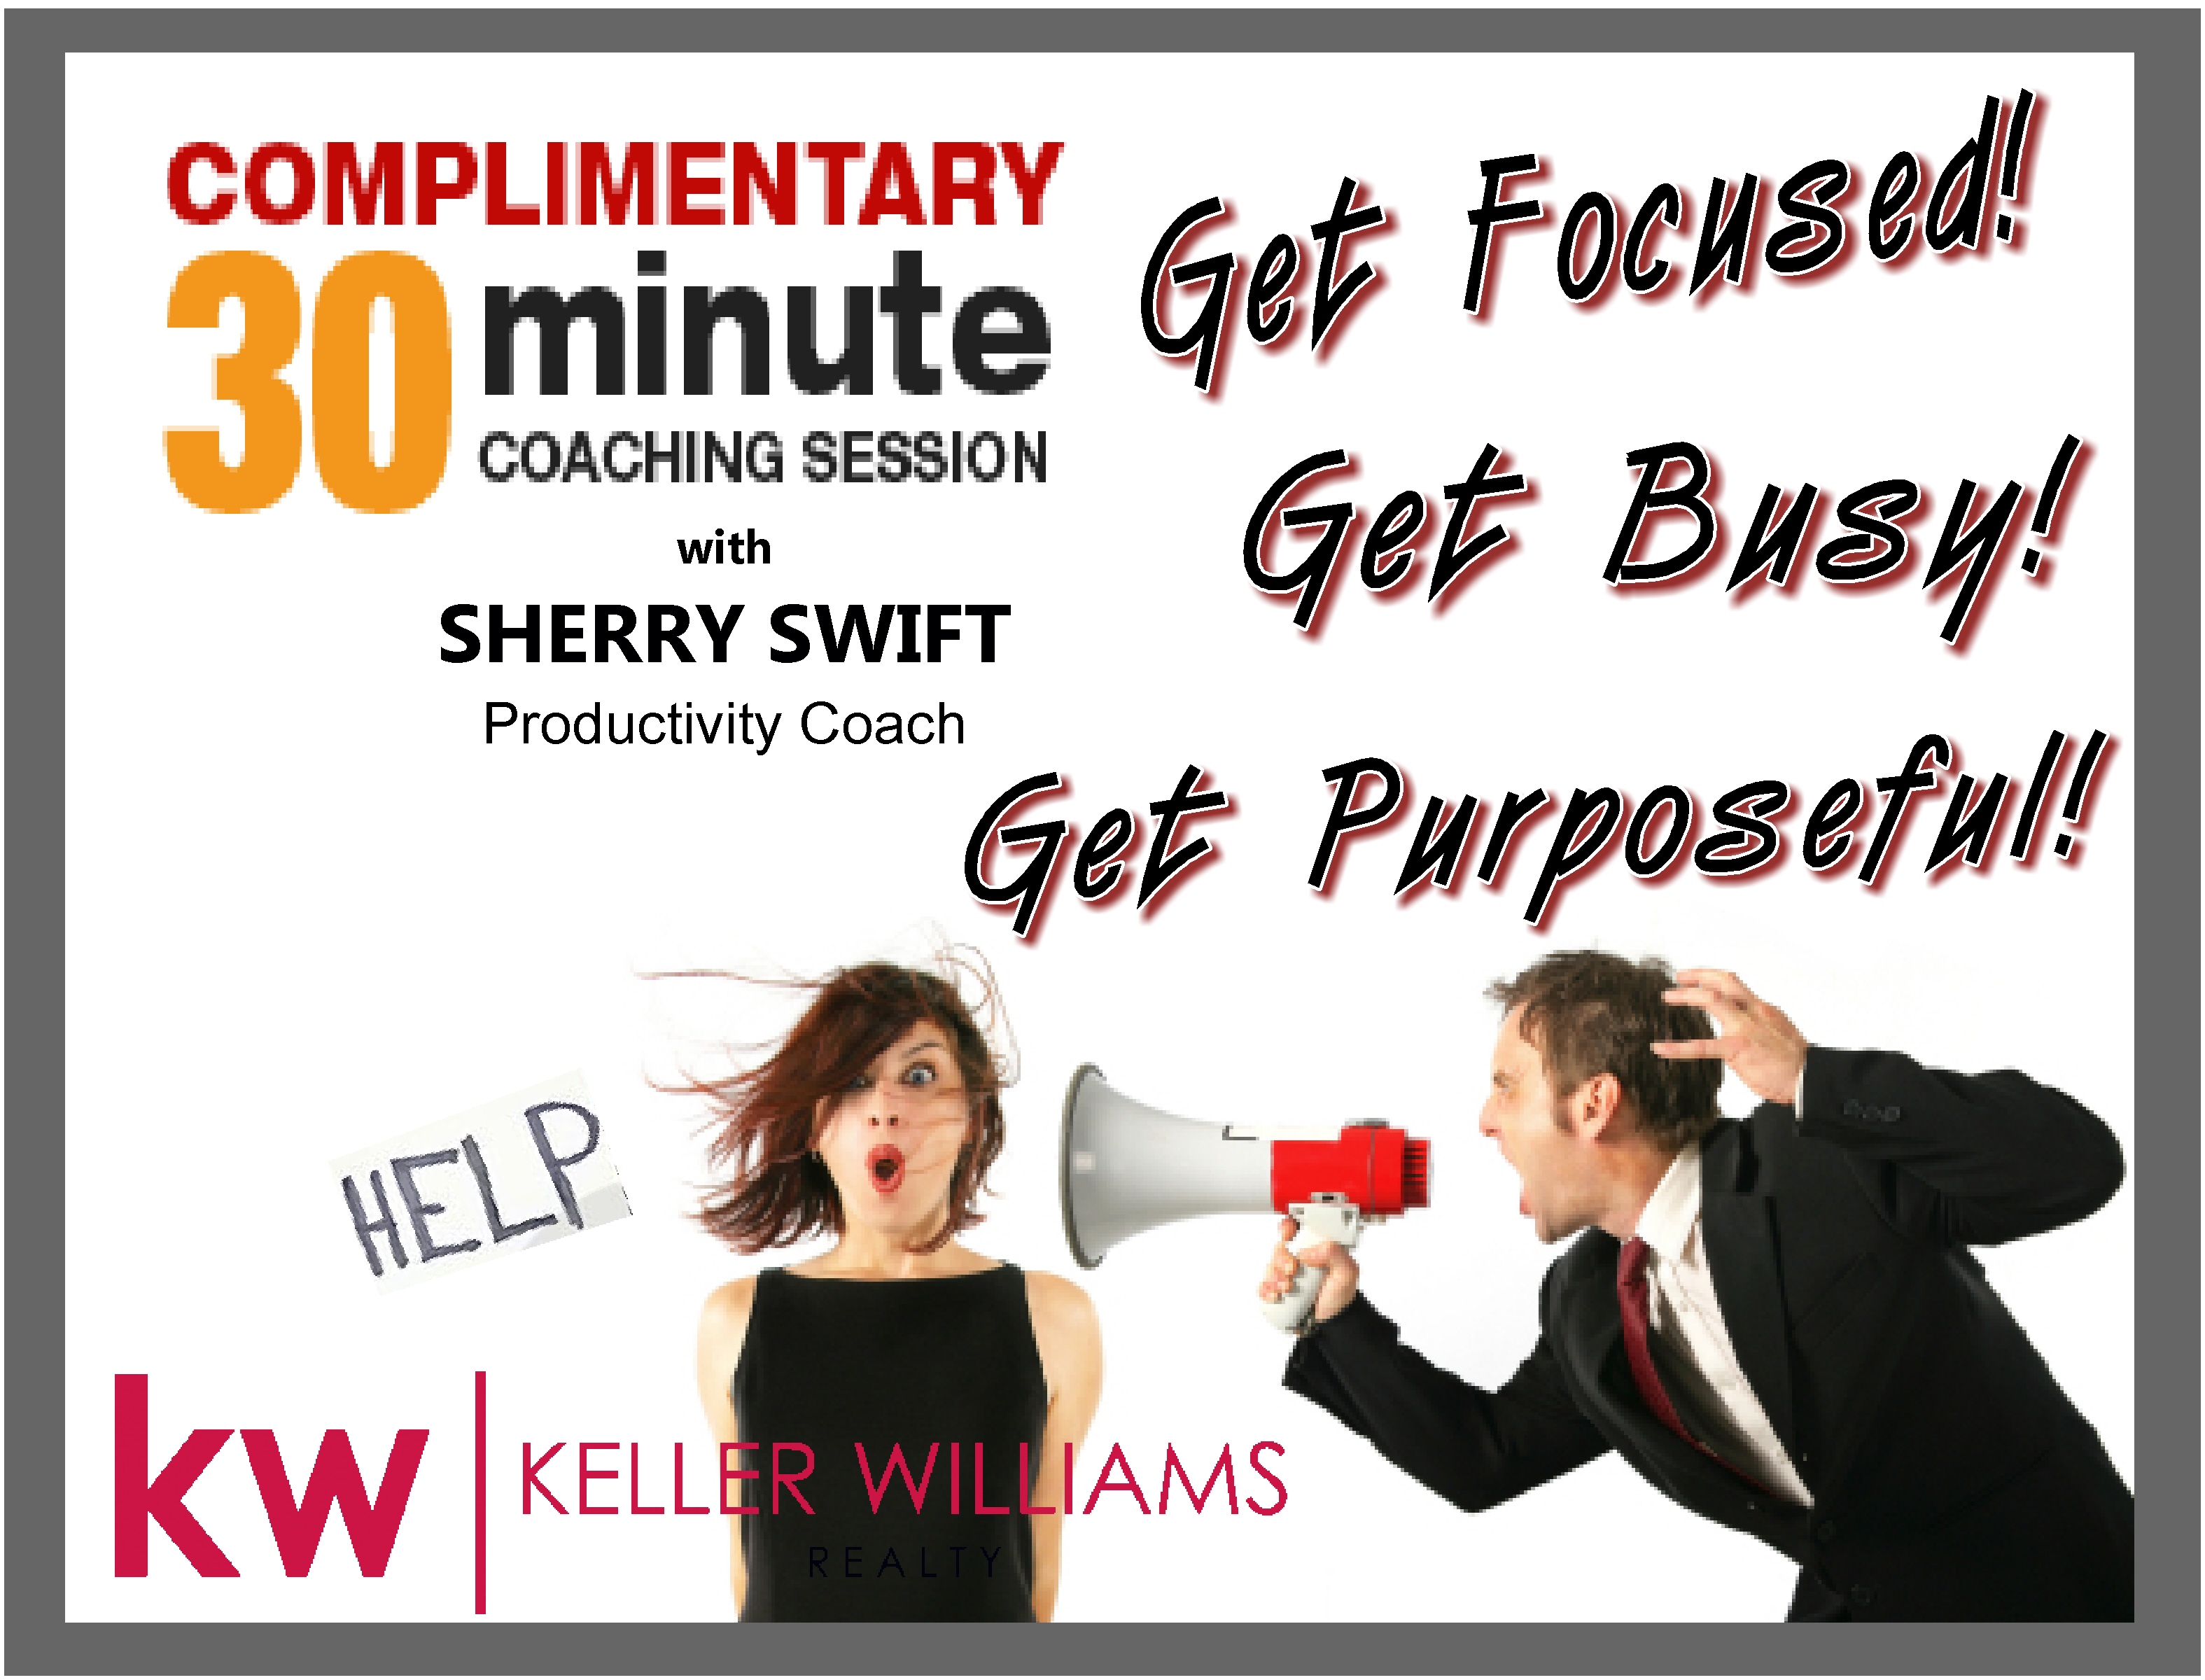 COMPLIMENTARY
30 minute
COACHING SESSION
with
SHERRY SWIFT
Productivity Coach
Get Focused!
Get Busy!
Get Purposeful!
HELP
kw KELLER WILLIAMS
REALTY